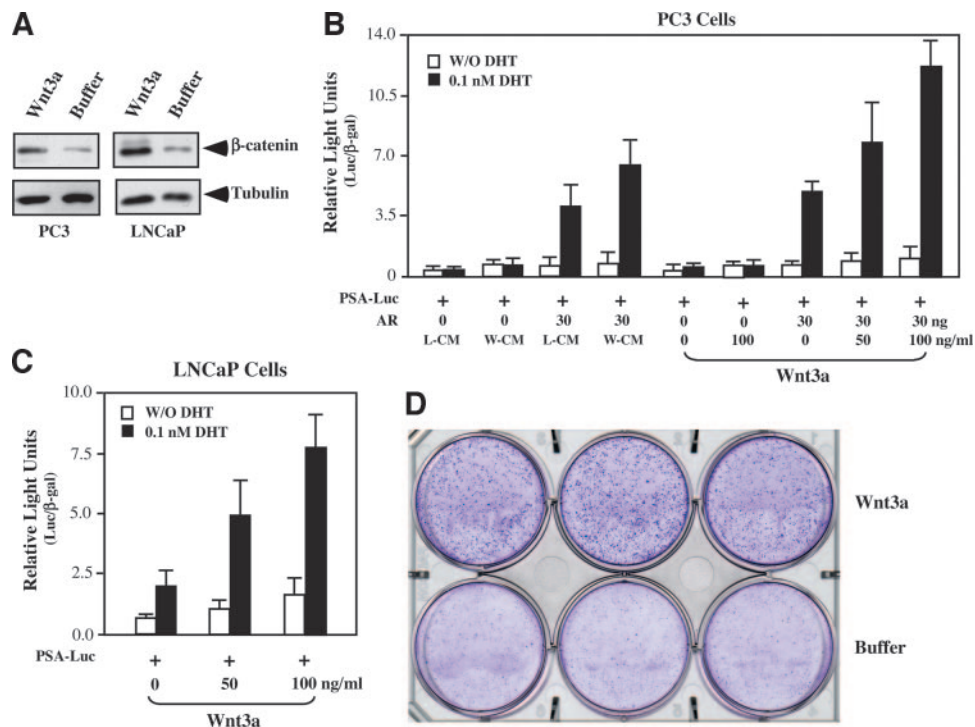 A
Wnt3a
Buffer
Wnt3a
Buffer
β-catenin
Tubulin
PC3
LNCaP
B
PC3 Cells
W/O DHT
0.1 nM DHT
Relative Light Units
(Luc/β-gal)
14.0
10.5
7.0
3.5
0
PSA-Luc + + + + + + + + +
AR 0 0 30 30 0 0 30 30 30 ng
L-CM W-CM L-CM W-CM 0 100 0 50 100 ng/ml
Wnt3a
C
LNCaP Cells
W/O DHT
0.1 nM DHT
Relative Light Units
(Luc/β-gal)
10.0
7.5
5.0
2.5
0.0
PSA-Luc + + +
0 50 100 ng/ml
Wnt3a
D
Wnt3a
Buffer